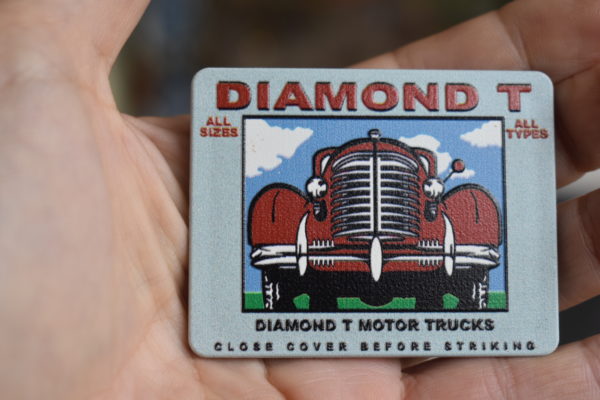 DIAMOND T
ALL
SIZES
ALL
TYPES
DIAMOND T MOTOR TRUCKS
CLOSE COVER BEFORE STRIKING